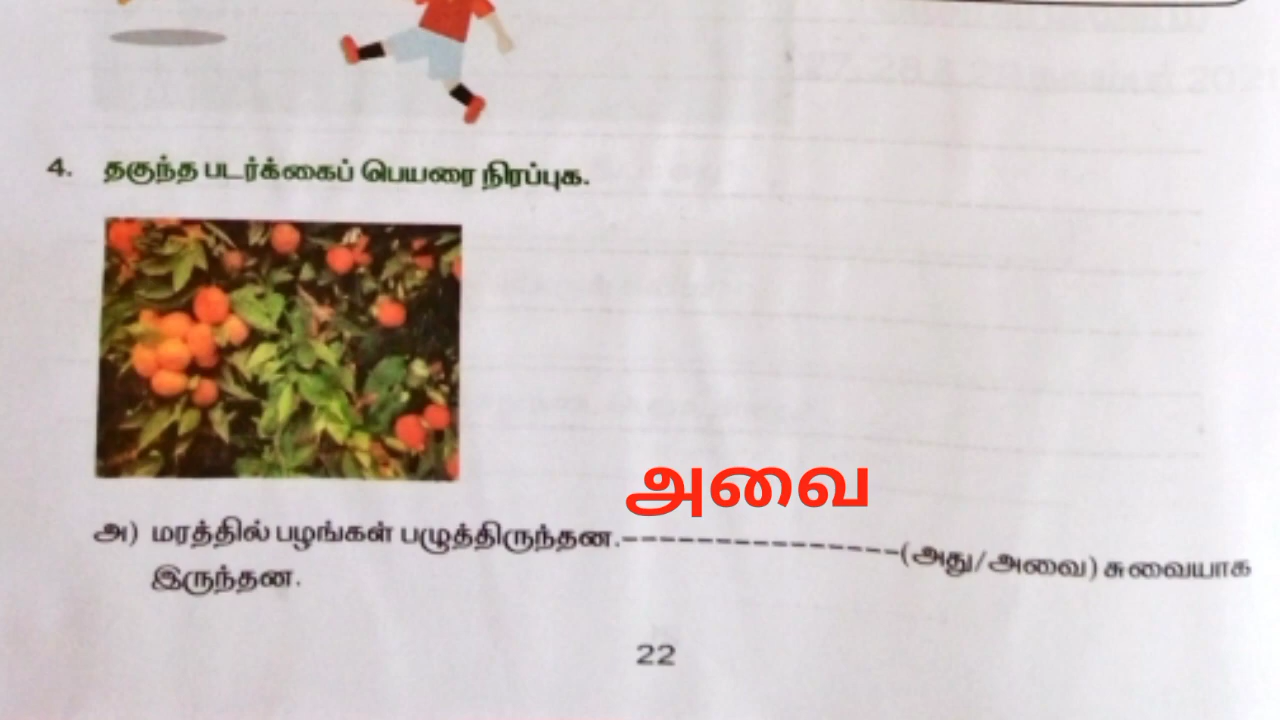 4. தகுந்த படர்க்கைப் பெயரை நிரப்புக.
அவை
அ) மரத்தில் பழங்கள் பழுத்திருந்தன.---------------(அது/அவை) சுவையாக
இருந்தன.
22